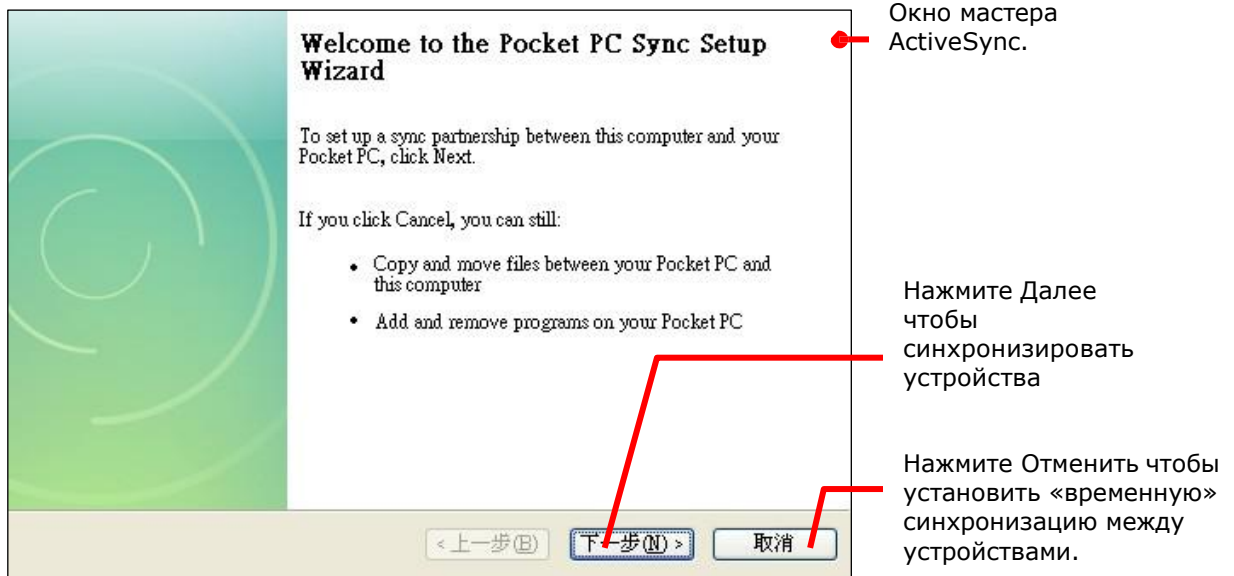 Welcome to the Pocket PC Sync Setup
Wizard
To set up a sync partnership between this computer and your
Pocket PC, click Next.
If you click Cancel, you can still:
• Copy and move files between your Pocket PC and
this computer
• Add and remove programs on your Pocket PC
<上一步(B)
下一步(N) >
取消
Окно мастера
ActiveSync.
Нажмите Далее
чтобы
синхронизировать
устройства
Нажмите Отменить чтобы
установить «временную»
синхронизацию между
устройствами.